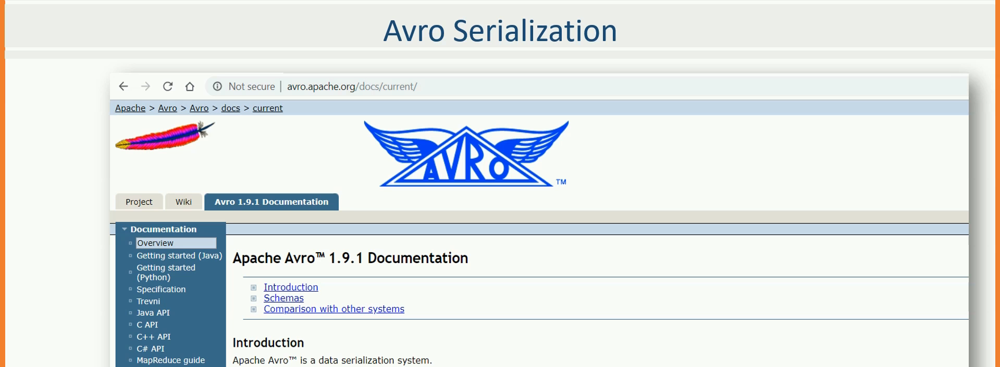 Avro Serialization
Not secure | avro.apache.org/docs/current/
Apache > Avro > Avro > docs > current
AVRO TM
Project Wiki Avro 1.9.1 Documentation
Documentation
Overview
Getting started (Java)
Getting started
(Python)
Specification
Trevni
Java API
C API
C++ API
C# API
MapReduce guide
Apache Avro™ 1.9.1 Documentation
Introduction
Schemas
Comparison with other systems
Introduction
Apache Avro™ is a data serialization system.